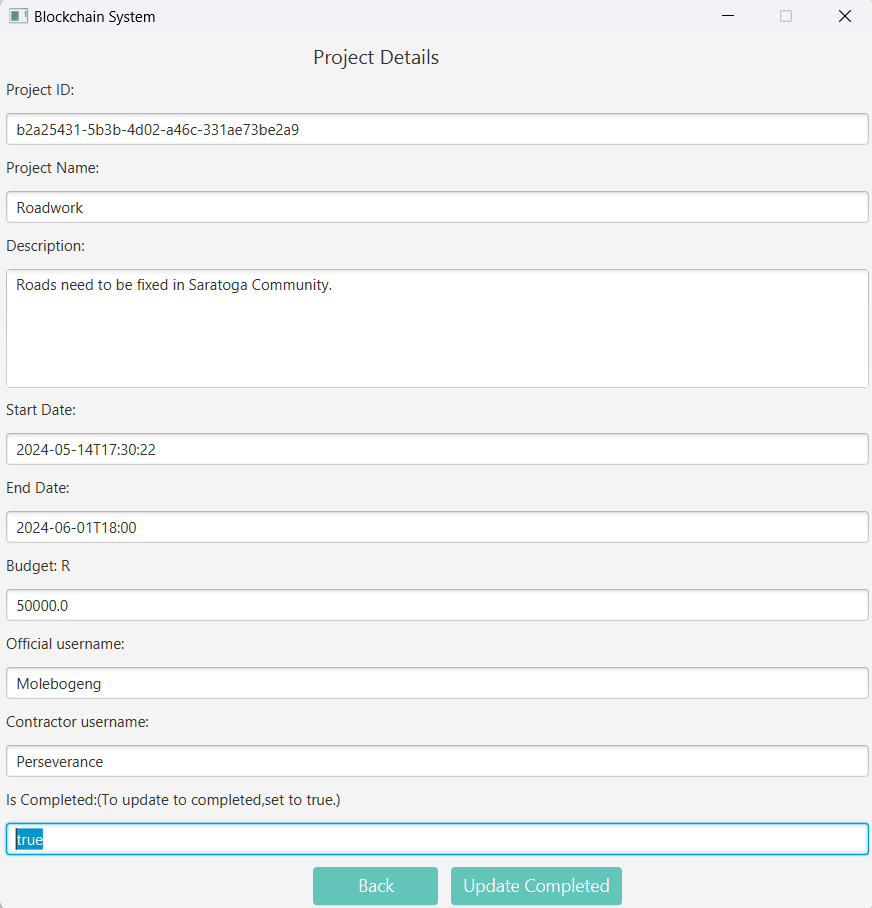 Blockchain System
Project Details
Project ID:
b2a25431-5b3b-4d02-a46c-331ae73be2a9
Project Name:
Roadwork
Description:
Roads need to be fixed in Saratoga Community.
Start Date:
2024-05-14T17:30:22
End Date:
2024-06-01T18:00
Budget: R
50000.0
Official username:
Molebogeng
Contractor username:
Perseverance
Is Completed:(To update to completed,set to true.)
true
Back Update Completed